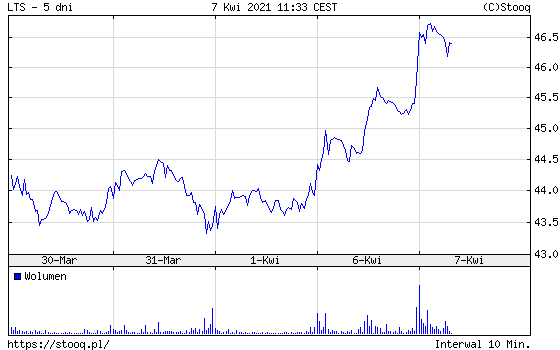 LTS - 5 dni 7 Kwi 2021 11:33 CEST (C)Stooq
46.5
46.0
45.5
45.0
44.5
44.0
43.5
43.0
30-Mar 31-Mar 1-Kwi 6-Kwi 7-Kwi
Wolumen
https://stooq.pl/ Interwal 10 Min.